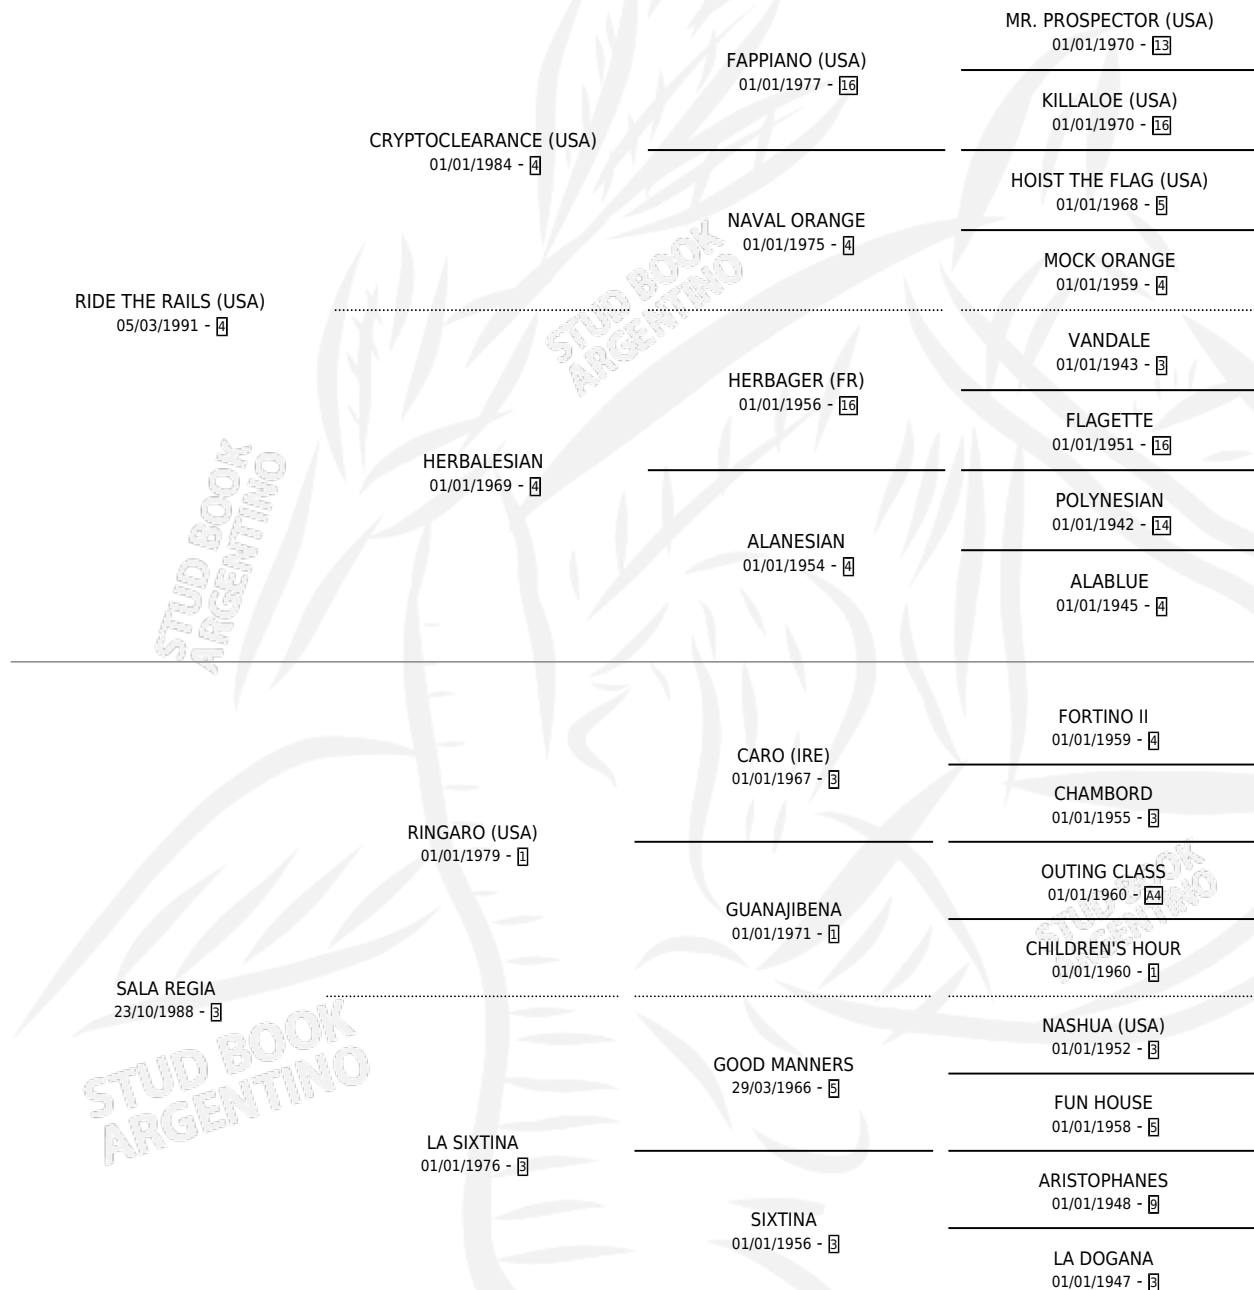 MR. PROSPECTOR (USA)
01/01/1970 - 13
FAPPIANO (USA)
01/01/1977 - 16
KILLALOE (USA)
01/01/1970 - 16
CRYPTOCLEARANCE (USA)
01/01/1984 - 4
HOIST THE FLAG (USA)
01/01/1968 - 5
NAVAL ORANGE
01/01/1975 - 4
MOCK ORANGE
01/01/1959 - 4
RIDE THE RAILS (USA)
05/03/1991 - 4
STUD BOOK
ARGENTINO
VANDALE
01/01/1943 - 3
HERBAGER (FR)
01/01/1956 - 16
FLAGETTE
01/01/1951 - 16
HERBALESIAN
01/01/1969 - 4
POLYNESIAN
01/01/1942 - 14
ALANESIAN
01/01/1954 - 4
ALABLUE
01/01/1945 - 4
STUD BOOK
ARGENTINO
FORTINO II
01/01/1959 - 4
CARO (IRE)
01/01/1967 - 3
CHAMBORD
01/01/1955 - 3
RINGARO (USA)
01/01/1979 - 1
OUTING CLASS
01/01/1960 - A4
GUANAJIBENA
01/01/1971 - 1
CHILDREN'S HOUR
01/01/1960 - 1
STUD BOOK
ARGENTINO
SALA REGIA
23/10/1988 - 3
STUD BOOK
ARGENTINO
NASHUA (USA)
01/01/1952 - 3
GOOD MANNERS
29/03/1966 - 5
FUN HOUSE
01/01/1958 - 5
LA SIXTINA
01/01/1976 - 3
ARISTOPHANES
01/01/1948 - 9
SIXTINA
01/01/1956 - 3
LA DOGANA
01/01/1947 - 3